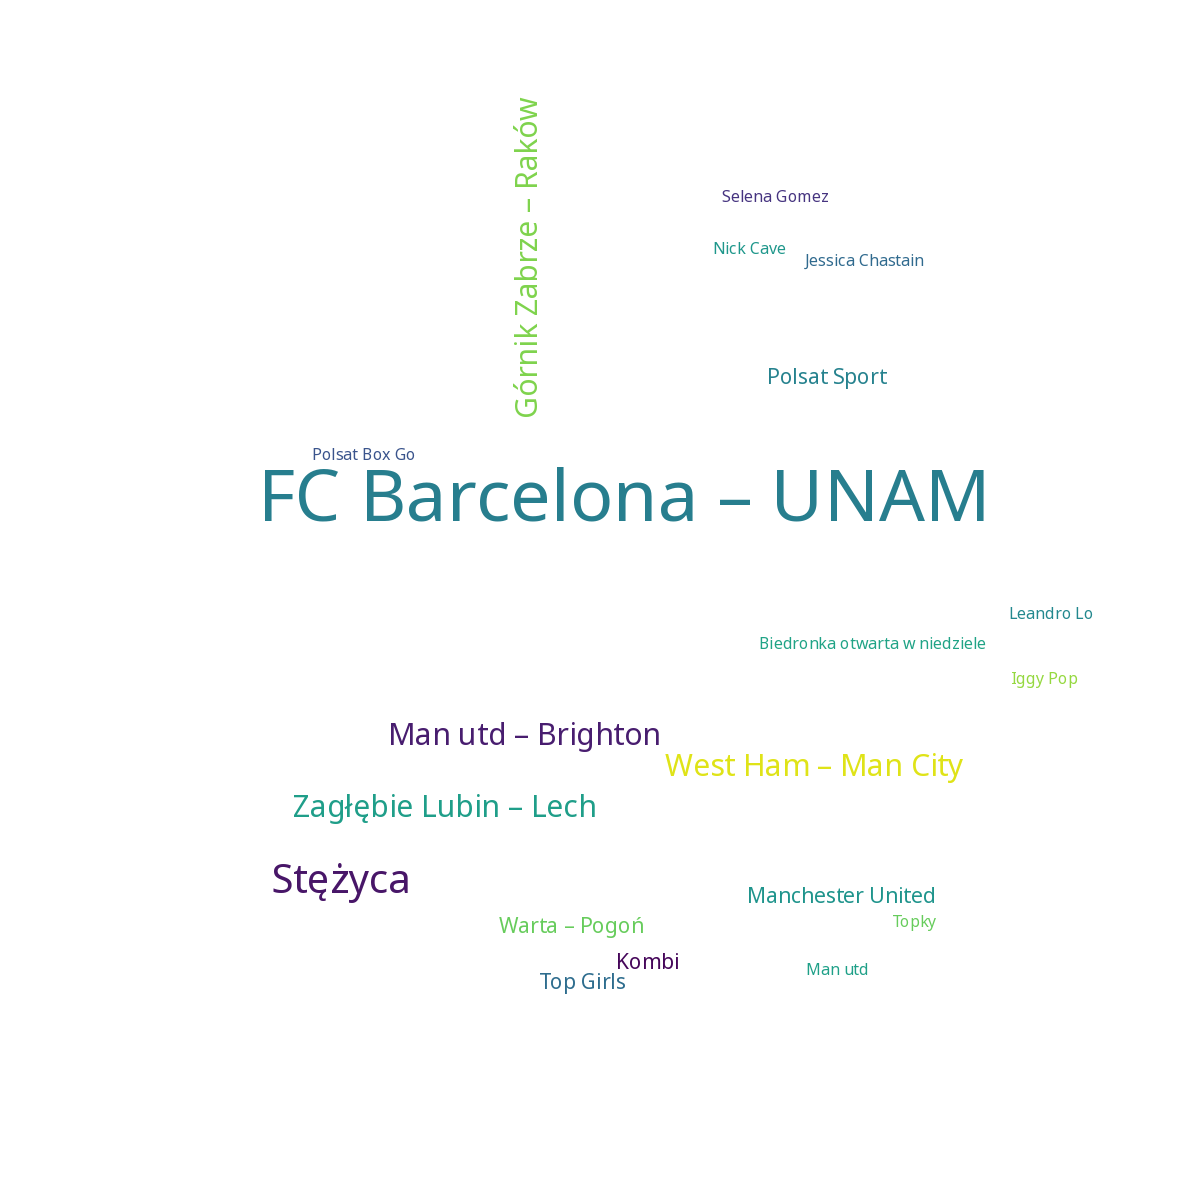 Górnik Zabrze – Raków
Selena Gomez
Nick Cave
Jessica Chastain
Polsat Sport
Polsat Box Go
FC Barcelona – UNAM
Leandro Lo
Biedronka otwarta w niedziele
Iggy Pop
Man utd – Brighton
West Ham – Man City
Zagłębie Lubin – Lech
Stężyca
Manchester United
Warta – Pogoń
Topky
Kombi
Man utd
Top Girls